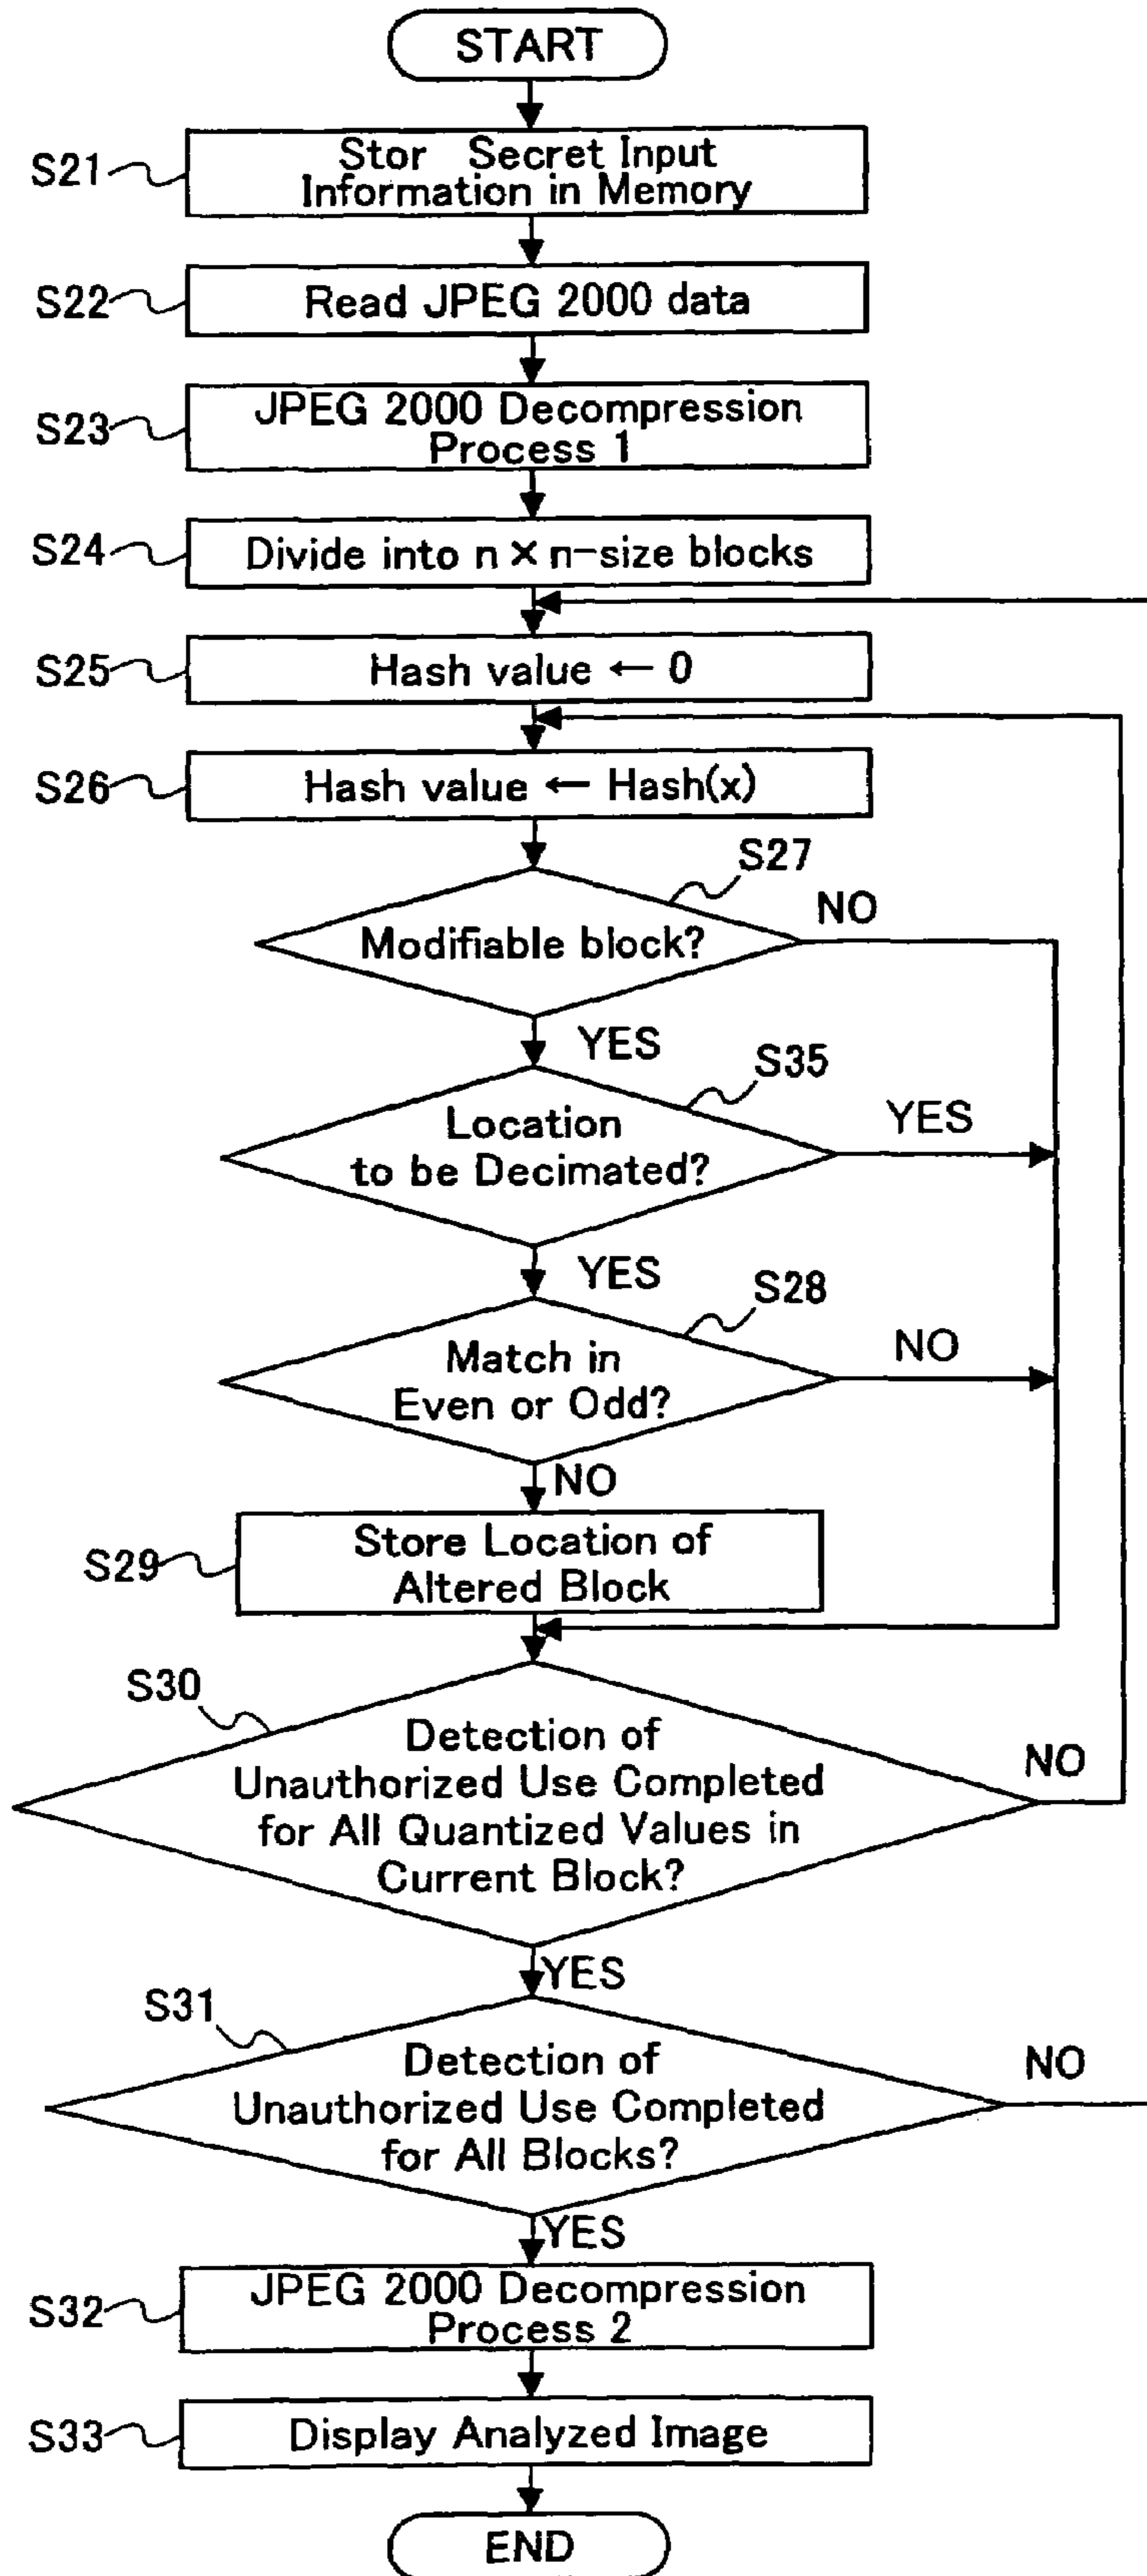 START
S21
Stor Secret Input
Information in Memory
S22
Read JPEG 2000 data
S23
JPEG 2000 Decompression
Process 1
S24
Divide into n × n-size blocks
S25
Hash value ← 0
S26
Hash value ← Hash(x)
S27
NO
Modifiable block?
YES
S35
Location
to be Decimated?
YES
YES
S28
Match in
Even or Odd?
NO
NO
S29
Store Location of
Altered Block
S30
Detection of
Unauthorized Use Completed
for All Quantized Values in
Current Block?
NO
YES
S31
Detection of
Unauthorized Use Completed
for All Blocks?
NO
YES
S32
JPEG 2000 Decompression
Process 2
S33
Display Analyzed Image
END